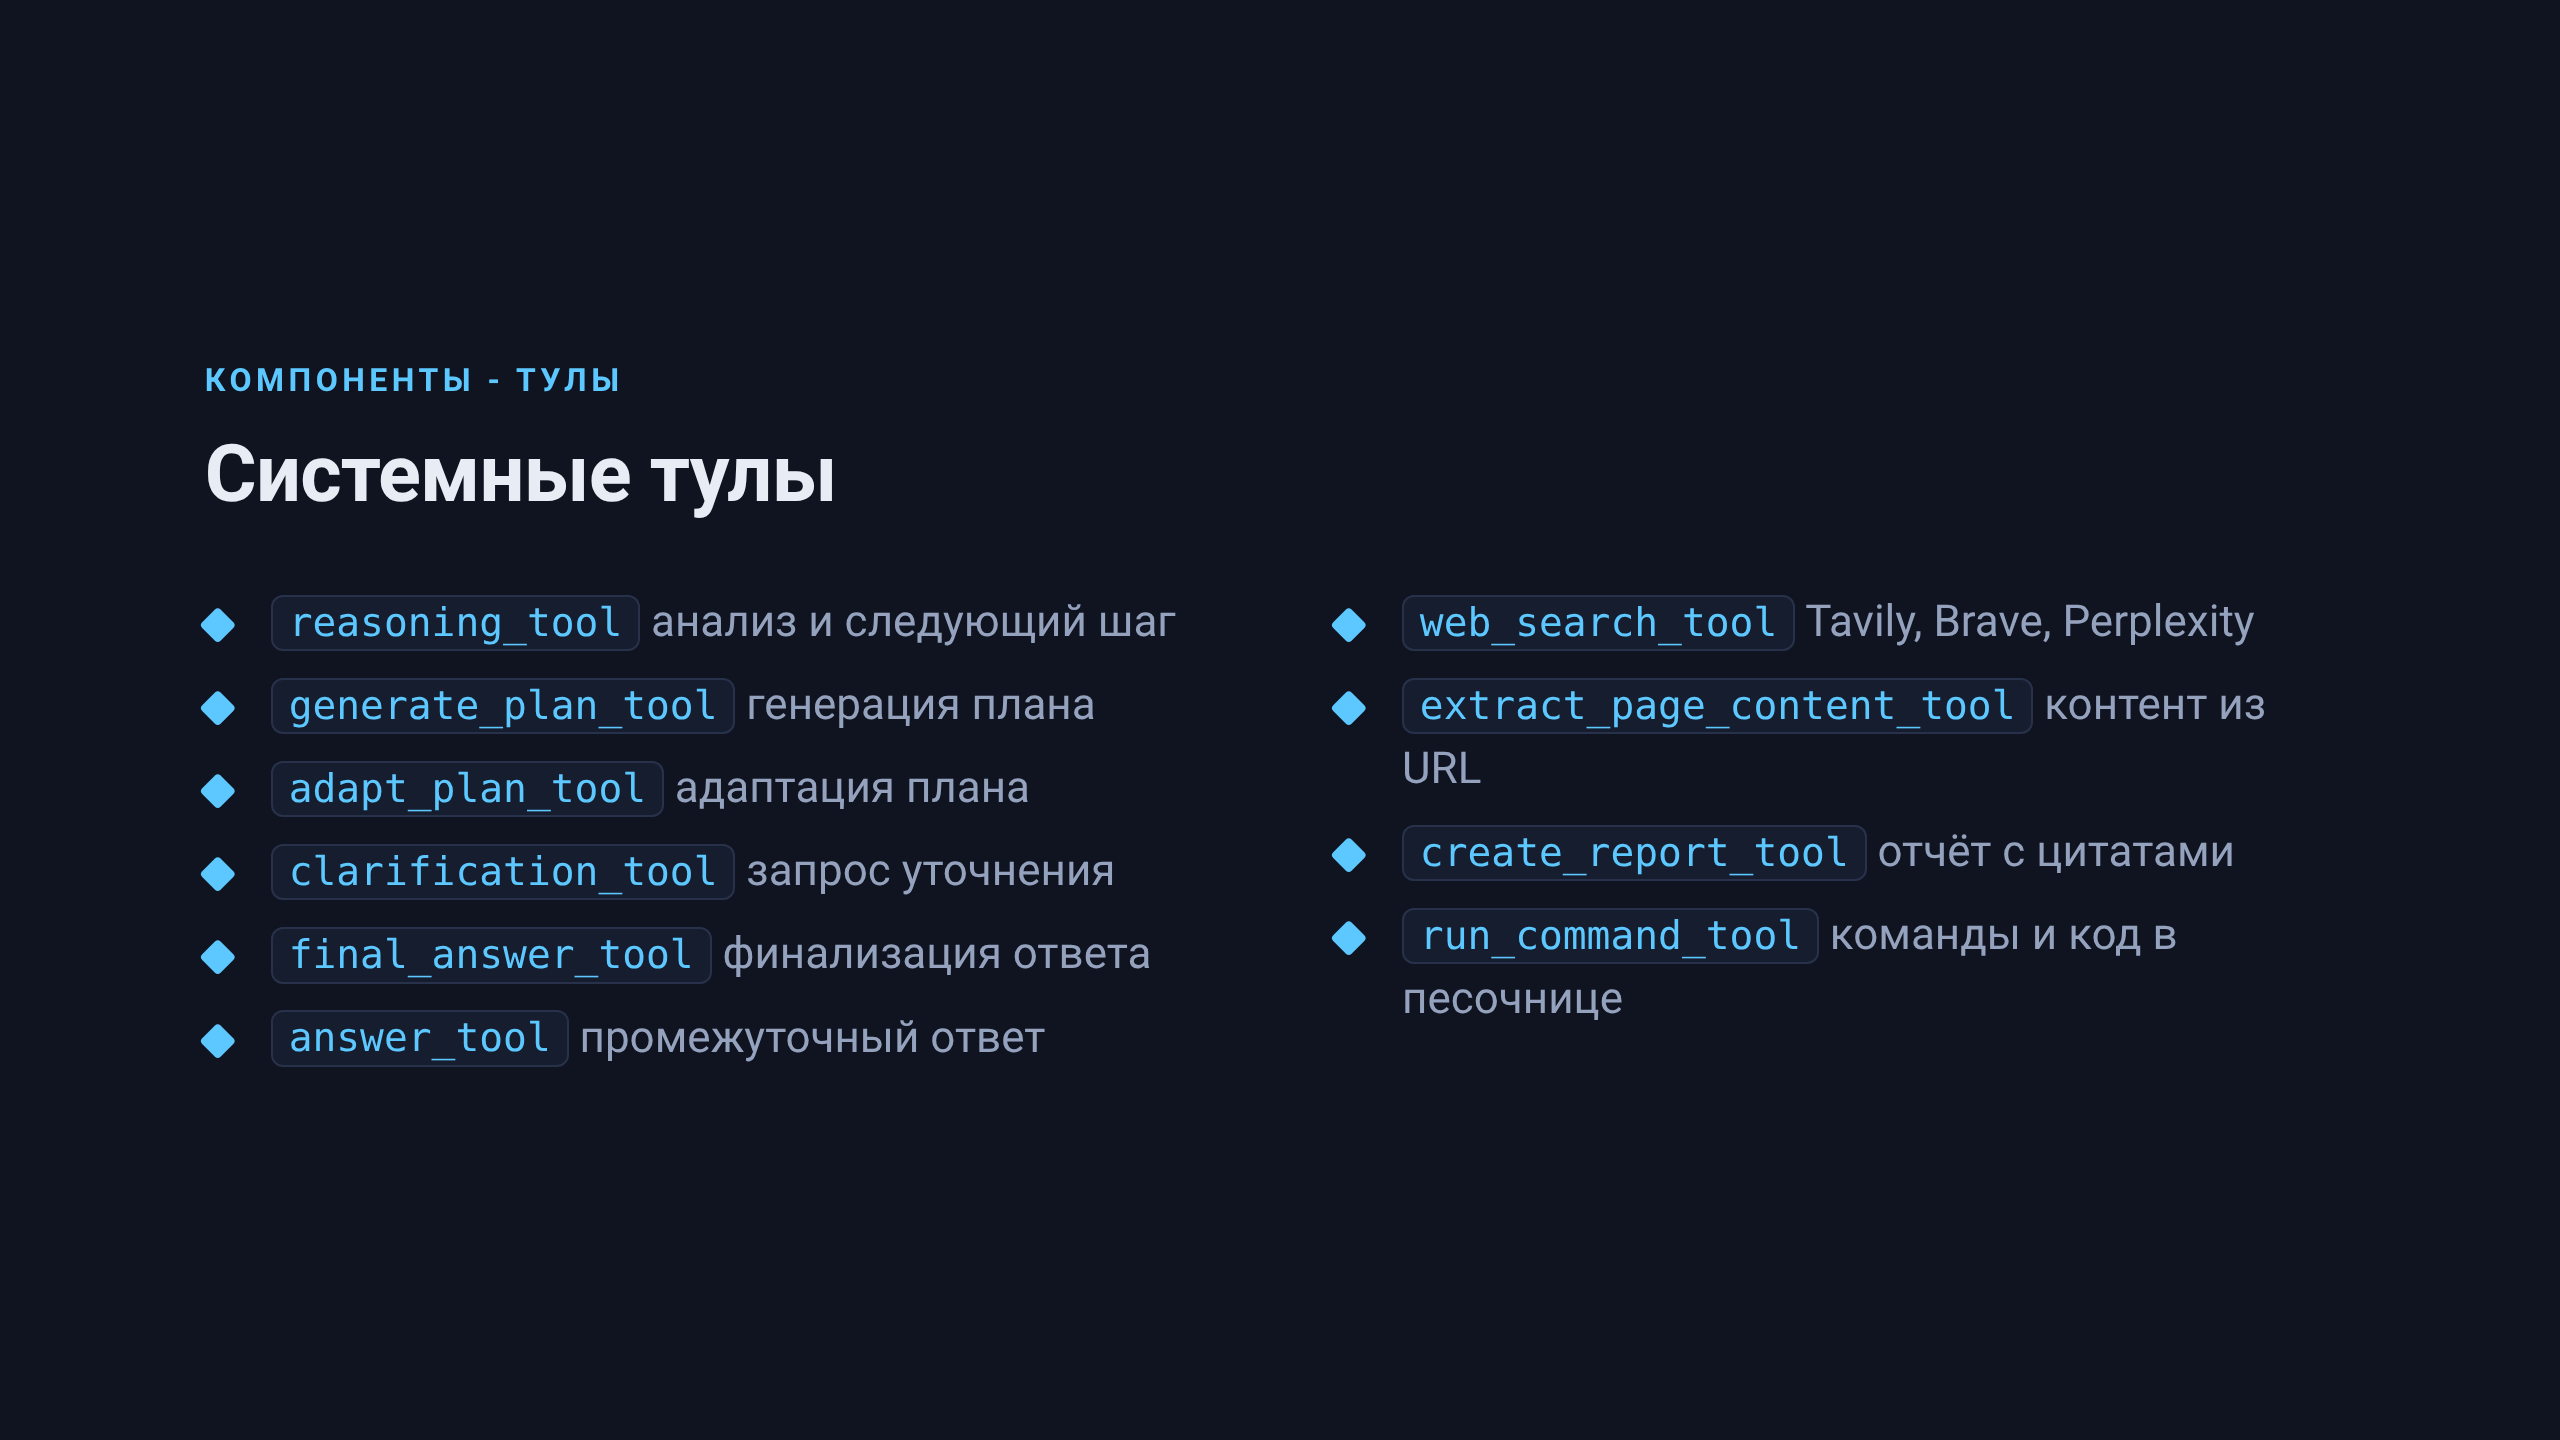 КОМПОНЕНТЫ - ТУЛЫ
Системные тулы
reasoning_tool анализ и следующий шаг
generate_plan_tool генерация плана
adapt_plan_tool адаптация плана
clarification_tool запрос уточнения
final_answer_tool финализация ответа
answer_tool промежуточный ответ
web_search_tool Tavily, Brave, Perplexity
extract_page_content_tool контент из
URL
create_report_tool отчёт с цитатами
run_command_tool команды и код в
песочнице